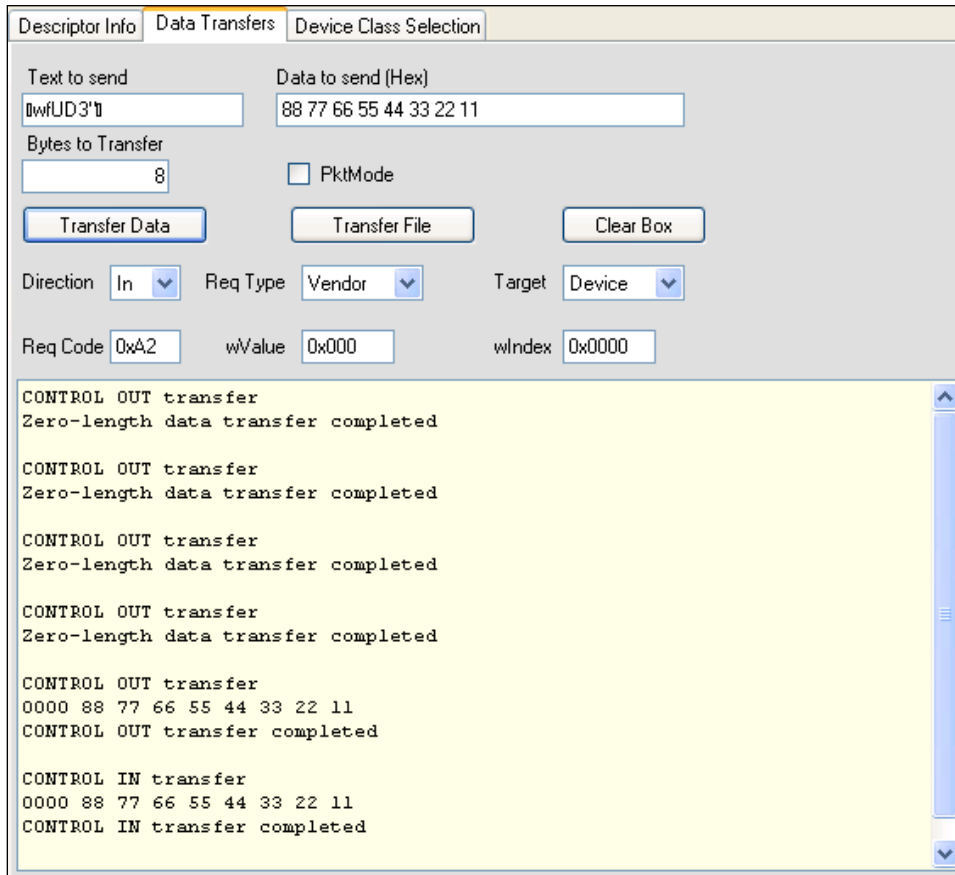 Descriptor Info Data Transfers Device Class Selection
Text to send Data to send (Hex)
▯wfUD3"▯ 88 77 66 55 44 33 22 11
Bytes to Transfer
8 PktMode
Transfer Data Transfer File Clear Box
Direction In Req Type Vendor Target Device
Req Code 0xA2 wValue 0x000 wIndex 0x0000
CONTROL OUT transfer
Zero-length data transfer completed
CONTROL OUT transfer
Zero-length data transfer completed
CONTROL OUT transfer
Zero-length data transfer completed
CONTROL OUT transfer
Zero-length data transfer completed
CONTROL OUT transfer
0000 88 77 66 55 44 33 22 11
CONTROL OUT transfer completed
CONTROL IN transfer
0000 88 77 66 55 44 33 22 11
CONTROL IN transfer completed